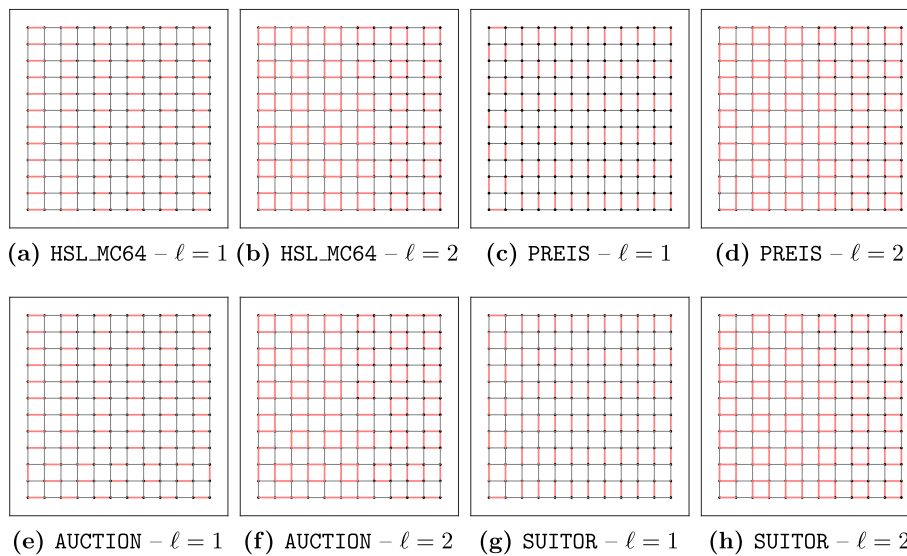 (a) HSL_MC64 – ℓ = 1 (b) HSL_MC64 – ℓ = 2 (c) PREIS – ℓ = 1 (d) PREIS – ℓ = 2
(e) AUCTION – ℓ = 1 (f) AUCTION – ℓ = 2 (g) SUITOR – ℓ = 1 (h) SUITOR – ℓ = 2